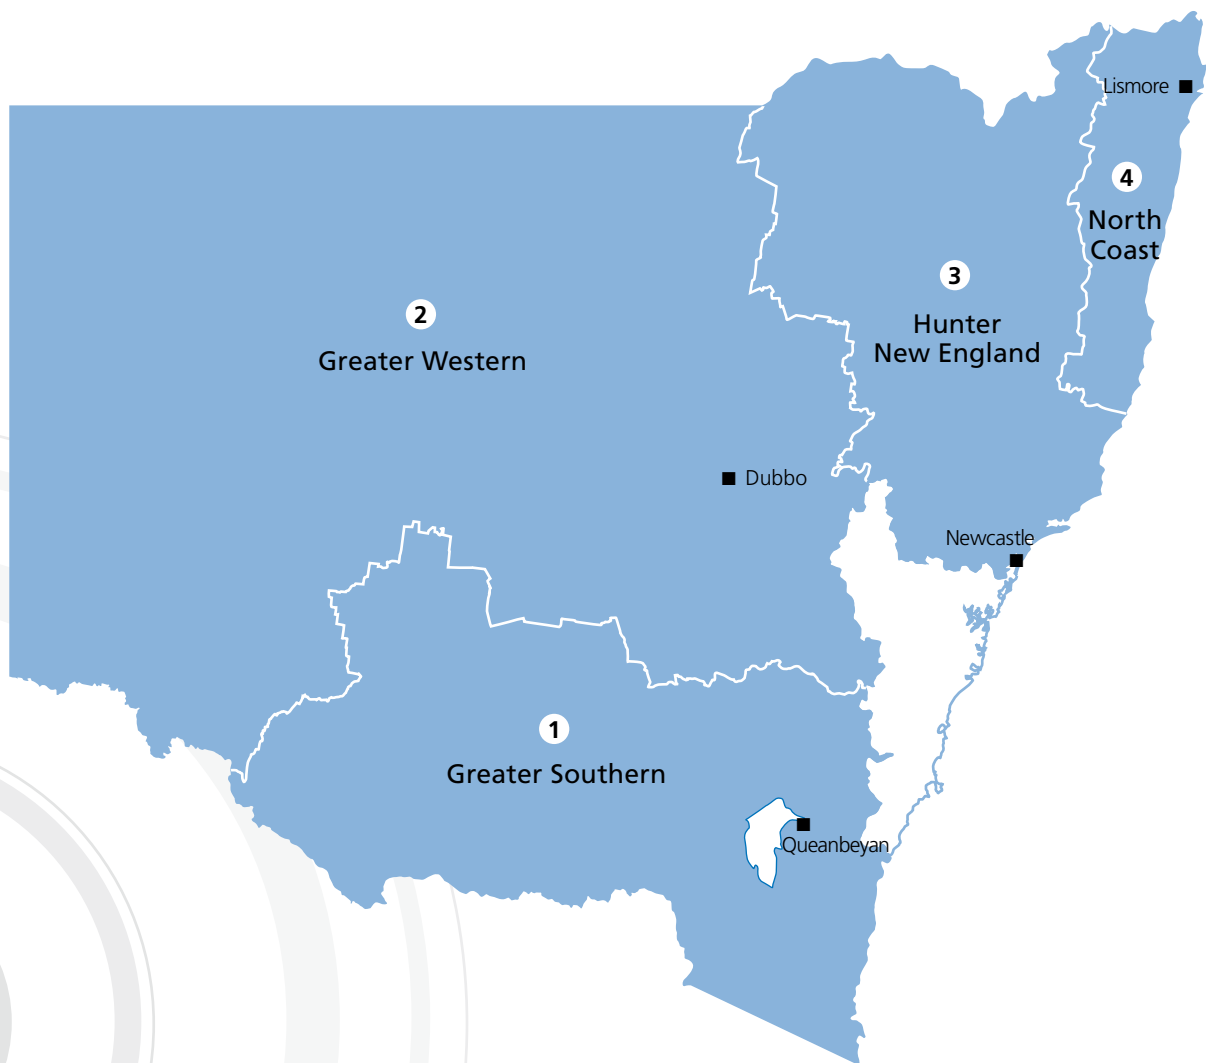 Lismore
4
North
Coast
3
Hunter
New England
2
Greater Western
Dubbo
Newcastle
1
Greater Southern
Queanbeyan